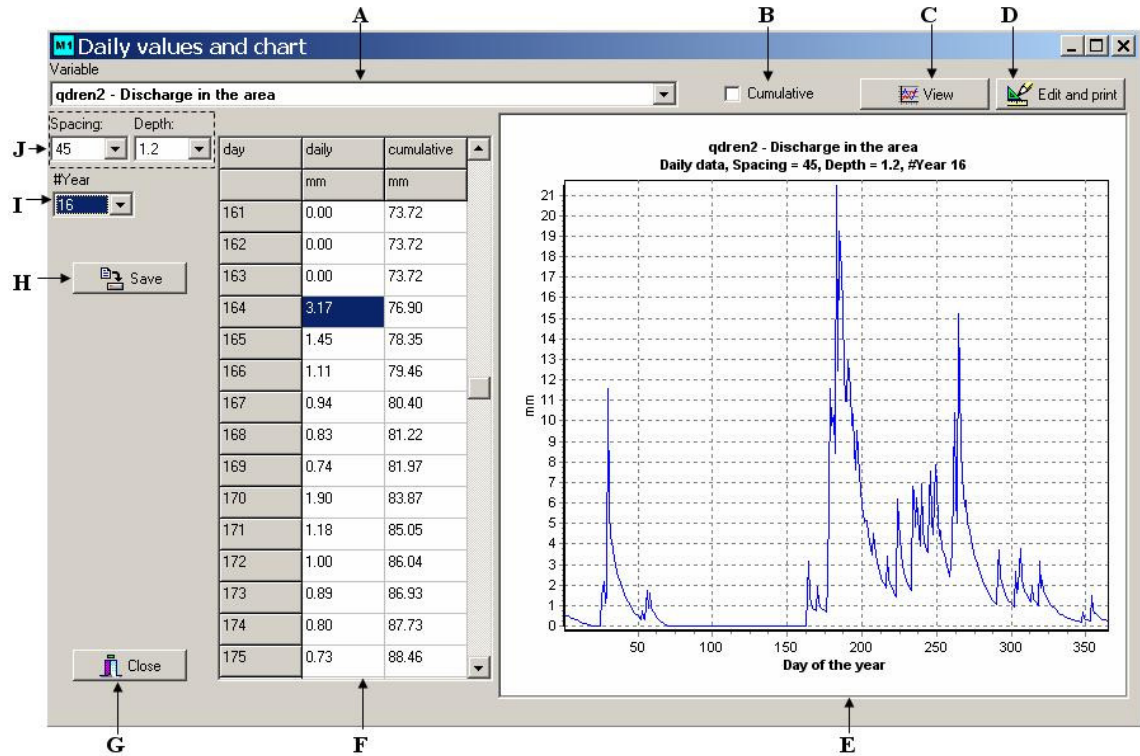 A B C D
M1 Daily values and chart
Variable
qdren2 - Discharge in the area
Cumulative
View
Edit and print
Spacing: Depth:
J 45 1.2
#Year
I 16
H Save
day daily cumulative
mm mm
161 0.00 73.72
162 0.00 73.72
163 0.00 73.72
164 3.17 76.90
165 1.45 78.35
166 1.11 79.46
167 0.94 80.40
168 0.83 81.22
169 0.74 81.97
170 1.90 83.87
171 1.18 85.05
172 1.00 86.04
173 0.89 86.93
174 0.80 87.73
175 0.73 88.46
Close
qdren2 - Discharge in the area
Daily data, Spacing = 45, Depth = 1.2, #Year 16
21
20
19
18
17
16
15
14
13
12
11
10
9
8
7
6
5
4
3
2
1
0
mm
50 100 150 200 250 300 350
Day of the year
G F E